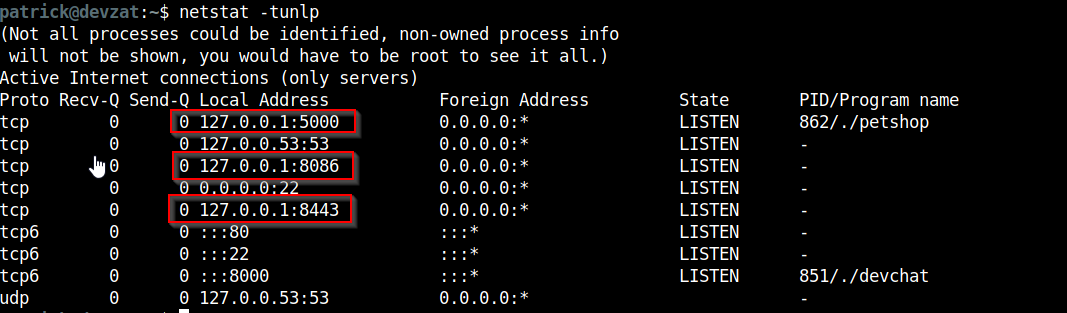 patrick@devzat:~$ netstat -tunlp
(Not all processes could be identified, non-owned process info
 will not be shown, you would have to be root to see it all.)
Active Internet connections (only servers)
Proto Recv-Q Send-Q Local Address           Foreign Address         State       PID/Program name
tcp        0      0 127.0.0.1:5000          0.0.0.0:*               LISTEN      862/./petshop
tcp        0      0 127.0.0.53:53           0.0.0.0:*               LISTEN      -
tcp        0      0 127.0.0.1:8086          0.0.0.0:*               LISTEN      -
tcp        0      0 0.0.0.0:22              0.0.0.0:*               LISTEN      -
tcp        0      0 127.0.0.1:8443          0.0.0.0:*               LISTEN      -
tcp6       0      0 :::80                   :::*                    LISTEN      -
tcp6       0      0 :::22                   :::*                    LISTEN      -
tcp6       0      0 :::8000                 :::*                    LISTEN      851/./devchat
udp        0      0 127.0.0.53:53           0.0.0.0:*                           -